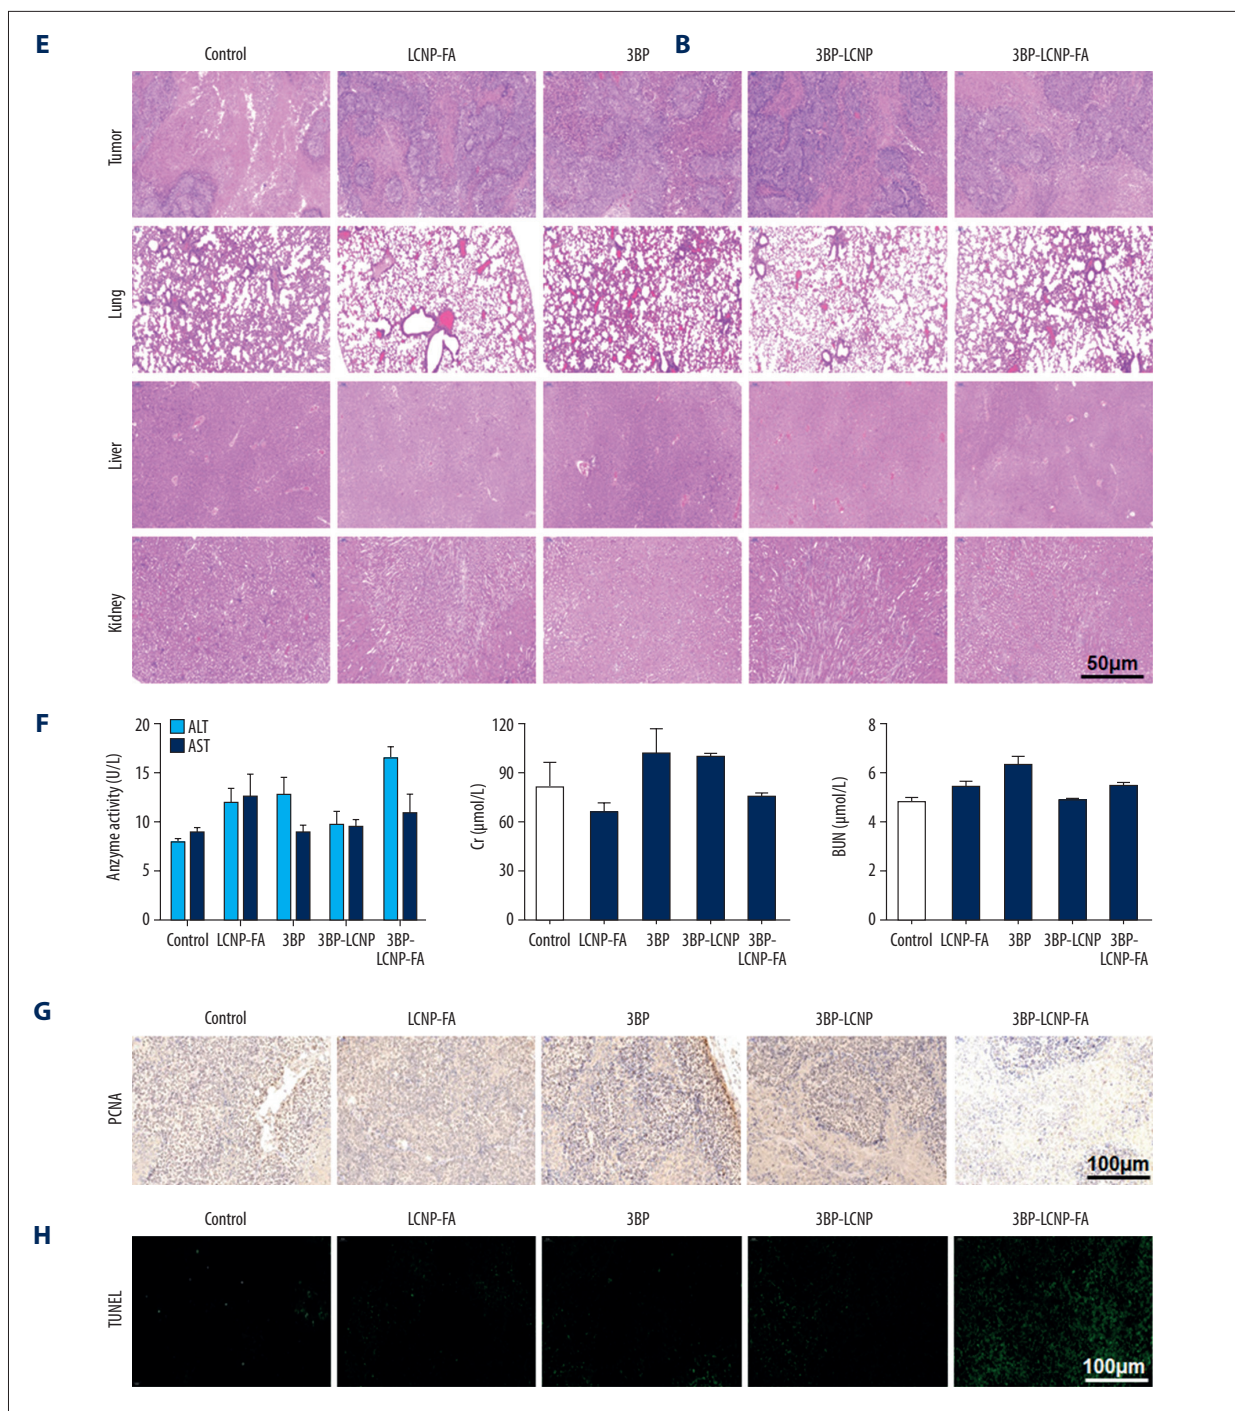 E
B
Control LCNP-FA 3BP 3BP-LCNP 3BP-LCNP-FA
Tumor
Lung
Liver
Kidney
50µm
F
ALT
AST
Anzyme activity (U/L)
20
15
10
5
0
Control LCNP-FA 3BP 3BP-LCNP 3BP-
LCNP-FA
Cr (µmol/L)
120
90
60
30
0
Control LCNP-FA 3BP 3BP-LCNP 3BP-
LCNP-FA
BUN (µmol/L)
8
6
4
2
0
Control LCNP-FA 3BP 3BP-LCNP 3BP-
LCNP-FA
G
Control LCNP-FA 3BP 3BP-LCNP 3BP-LCNP-FA
PCNA
100µm
H
Control LCNP-FA 3BP 3BP-LCNP 3BP-LCNP-FA
TUNEL
100µm